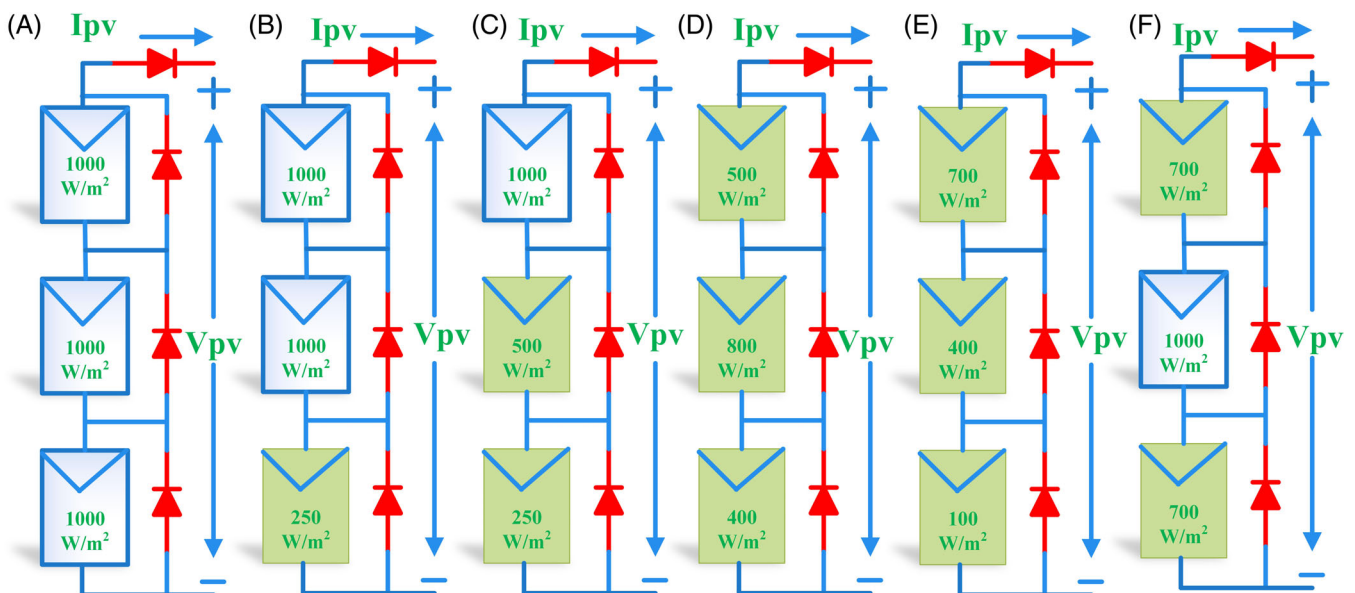 (A) Ipv
1000
W/m²
1000
W/m²
1000
W/m²
+
Vpv
−
(B) Ipv
1000
W/m²
1000
W/m²
250
W/m²
+
Vpv
−
(C) Ipv
1000
W/m²
500
W/m²
250
W/m²
+
Vpv
−
(D) Ipv
500
W/m²
800
W/m²
400
W/m²
+
Vpv
−
(E) Ipv
700
W/m²
400
W/m²
100
W/m²
+
Vpv
−
(F) Ipv
700
W/m²
1000
W/m²
700
W/m²
+
Vpv
−